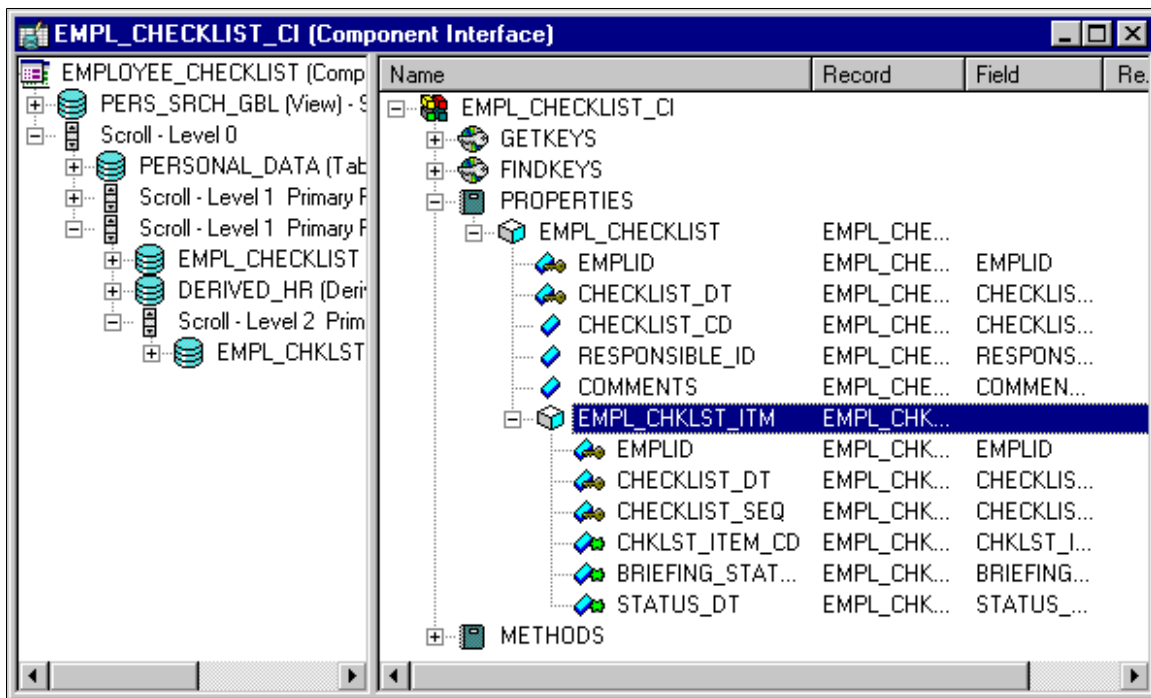 EMPL_CHECKLIST_CI (Component Interface)
EMPLOYEE_CHECKLIST (Comp
PERS_SRCH_GBL (View) - S
Scroll - Level 0
PERSONAL_DATA (Tab
Scroll - Level 1 Primary R
Scroll - Level 1 Primary R
EMPL_CHECKLIST
DERIVED_HR (Deri
Scroll - Level 2 Prim
EMPL_CHKLST
Name Record Field Re.
EMPL_CHECKLIST_CI
GETKEYS
FINDKEYS
PROPERTIES
EMPL_CHECKLIST EMPL_CHE...
EMPLID EMPL_CHE... EMPLID
CHECKLIST_DT EMPL_CHE... CHECKLIS...
CHECKLIST_CD EMPL_CHE... CHECKLIS...
RESPONSIBLE_ID EMPL_CHE... RESPONS...
COMMENTS EMPL_CHE... COMMEN...
EMPL_CHKLST_ITM EMPL_CHK...
EMPLID EMPL_CHK... EMPLID
CHECKLIST_DT EMPL_CHK... CHECKLIS...
CHECKLIST_SEQ EMPL_CHK... CHECKLIS...
CHKLST_ITEM_CD EMPL_CHK... CHKLST_I...
BRIEFING_STAT... EMPL_CHK... BRIEFING...
STATUS_DT EMPL_CHK... STATUS_...
METHODS